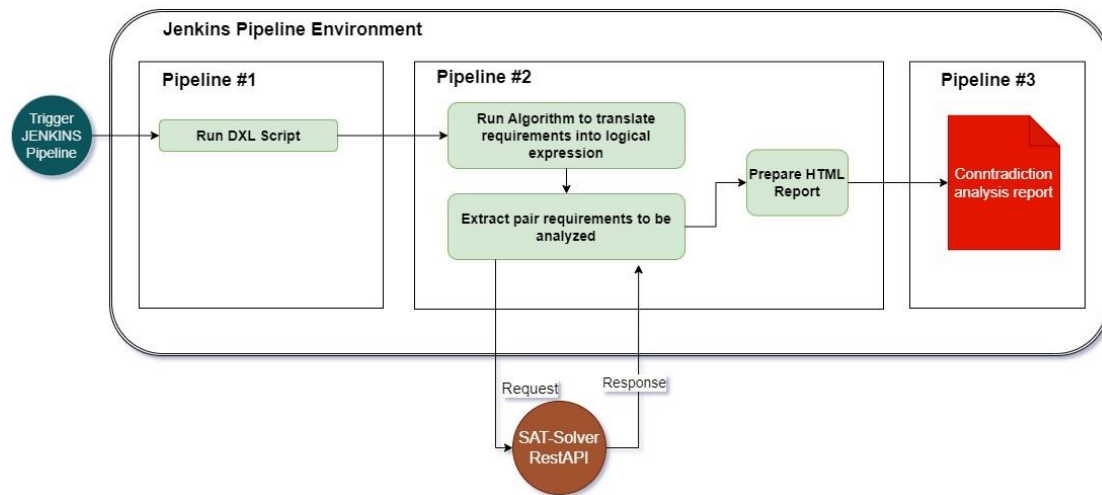 Jenkins Pipeline Environment
Pipeline #1
Pipeline #2
Pipeline #3
Trigger
JENKINS
Pipeline
Run DXL Script
Run Algorithm to translate
requirements into logical
expression
Extract pair requirements to be
analyzed
Prepare HTML
Report
Conntradiction
analysis report
Request
Response
SAT-Solver
RestAPI